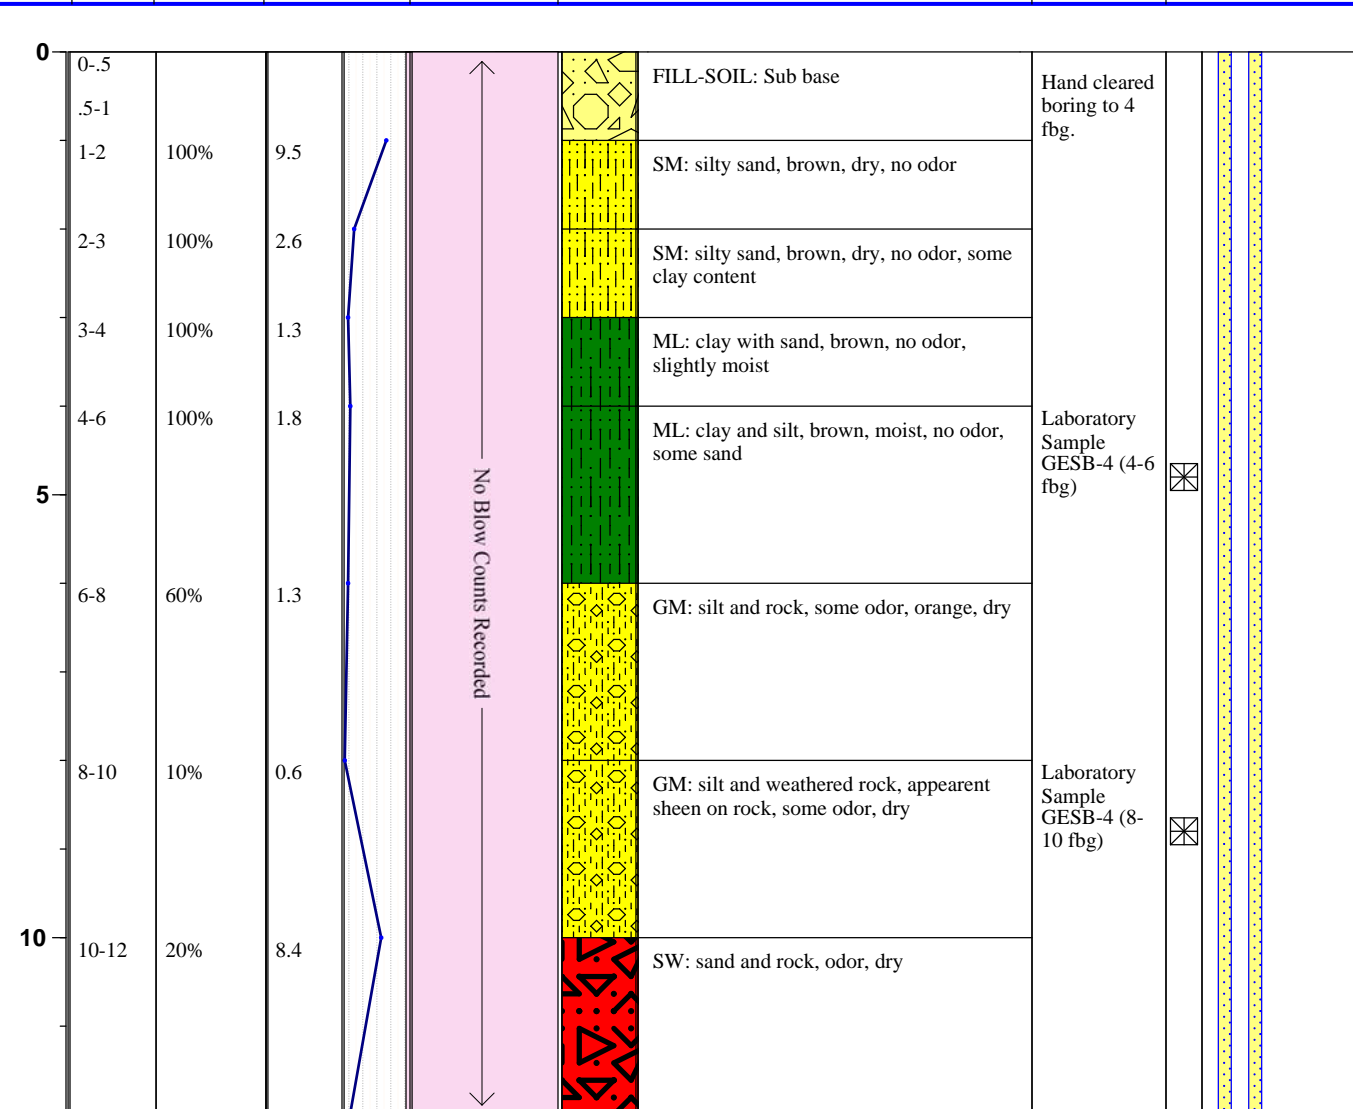 0
0-.5
FILL-SOIL: Sub base
Hand cleared
boring to 4
fbg.
.5-1
1-2 100% 9.5
SM: silty sand, brown, dry, no odor
2-3 100% 2.6
SM: silty sand, brown, dry, no odor, some
clay content
3-4 100% 1.3
ML: clay with sand, brown, no odor,
slightly moist
4-6 100% 1.8
ML: clay and silt, brown, moist, no odor,
some sand
Laboratory
Sample
GESB-4 (4-6
fbg)
5
No Blow Counts Recorded
6-8 60% 1.3
GM: silt and rock, some odor, orange, dry
8-10 10% 0.6
GM: silt and weathered rock, appearent
sheen on rock, some odor, dry
Laboratory
Sample
GESB-4 (8-
10 fbg)
10
10-12 20% 8.4
SW: sand and rock, odor, dry